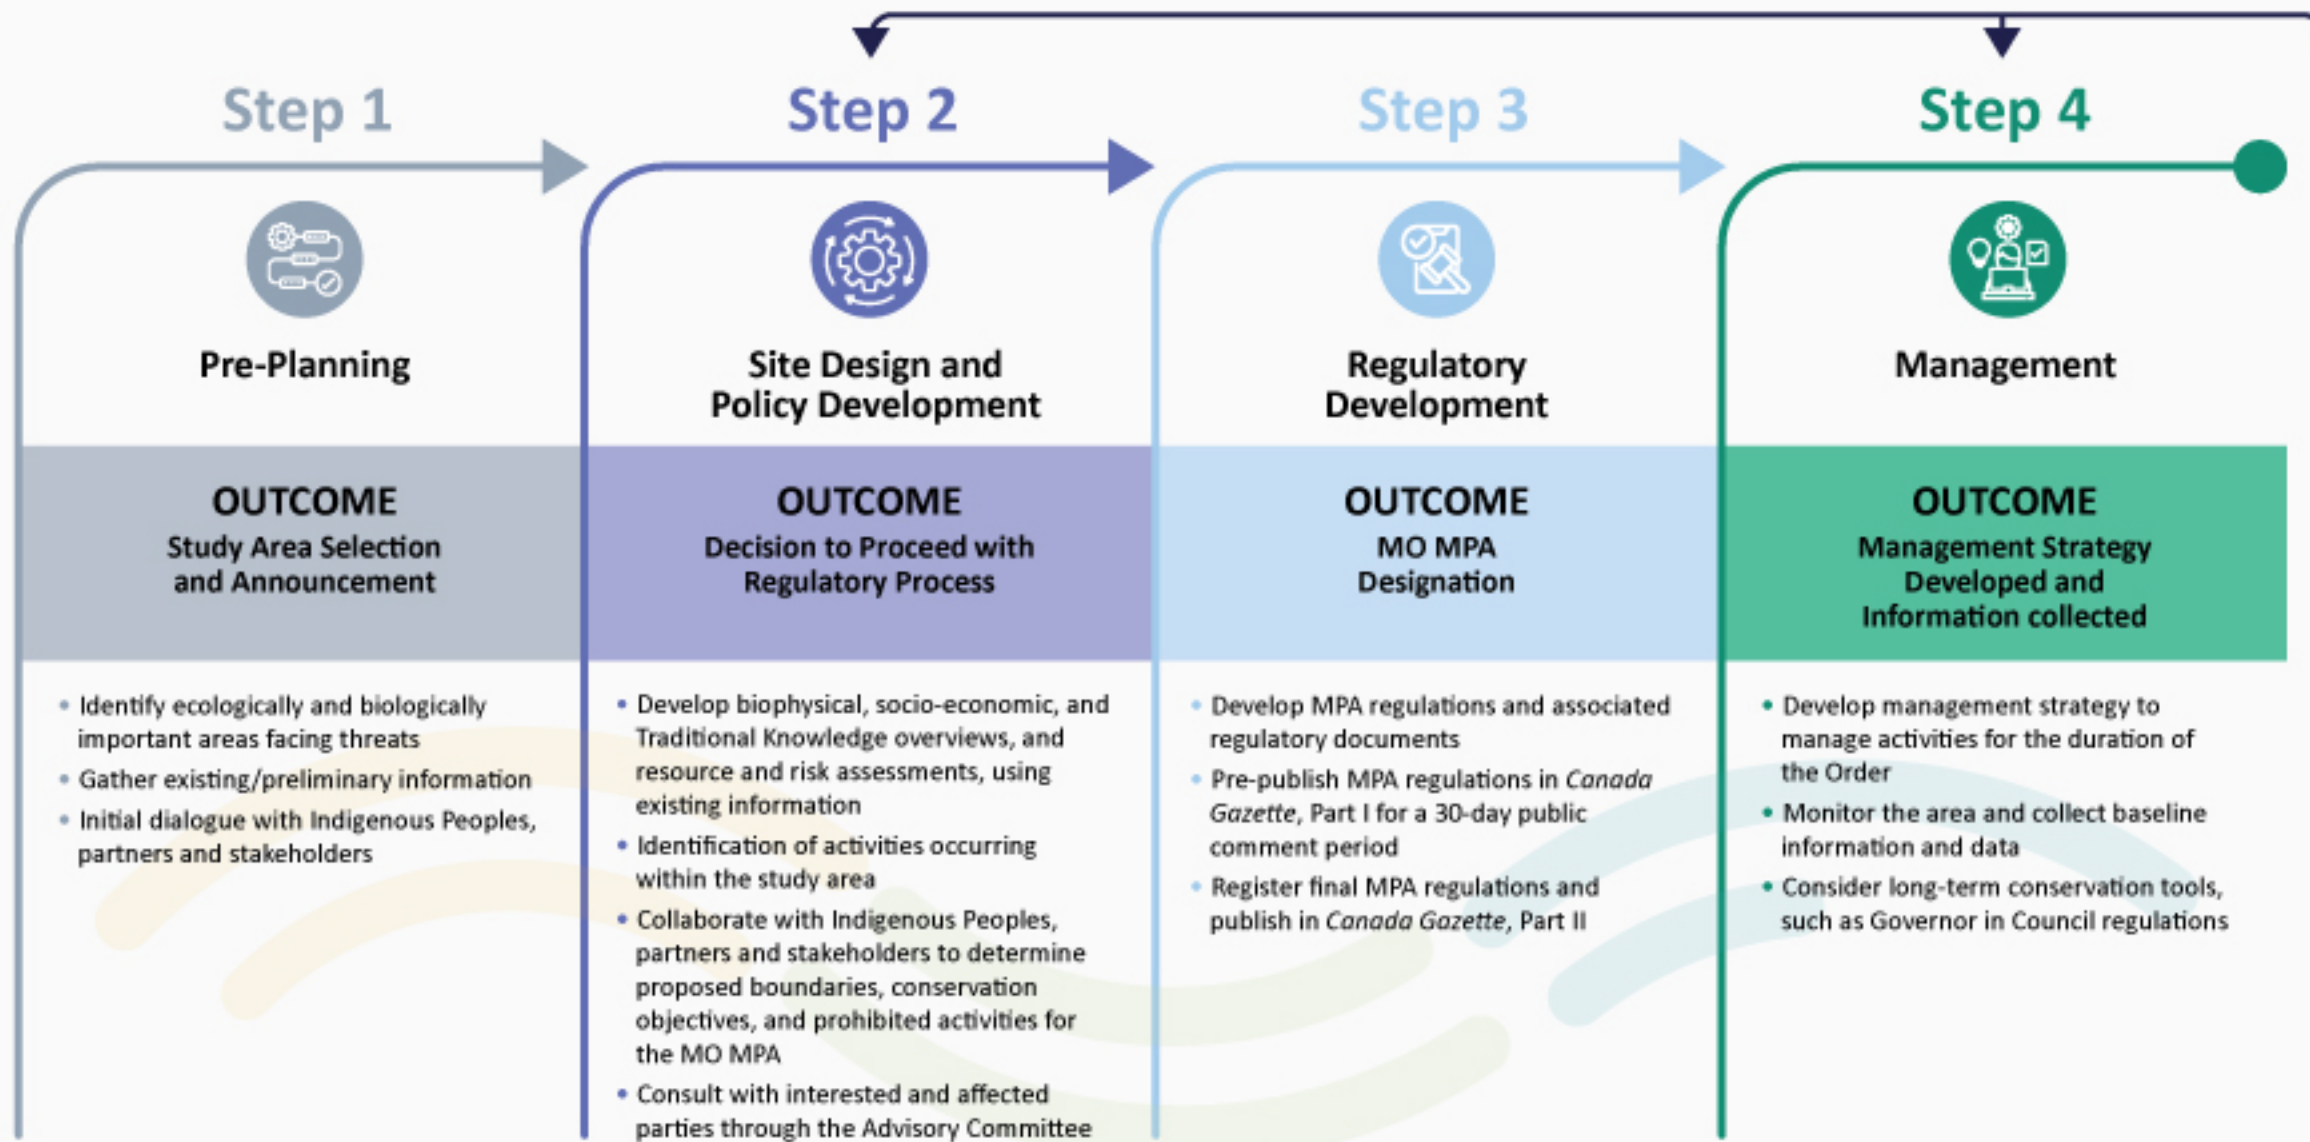 Step 1
Pre-Planning
OUTCOME
Study Area Selection
and Announcement
• Identify ecologically and biologically
important areas facing threats
• Gather existing/preliminary information
• Initial dialogue with Indigenous Peoples,
partners and stakeholders
Step 2
Site Design and
Policy Development
OUTCOME
Decision to Proceed with
Regulatory Process
• Develop biophysical, socio-economic, and
Traditional Knowledge overviews, and
resource and risk assessments, using
existing information
• Identification of activities occurring
within the study area
• Collaborate with Indigenous Peoples,
partners and stakeholders to determine
proposed boundaries, conservation
objectives, and prohibited activities for
the MO MPA
• Consult with interested and affected
parties through the Advisory Committee
Step 3
Regulatory
Development
OUTCOME
MO MPA
Designation
• Develop MPA regulations and associated
regulatory documents
• Pre-publish MPA regulations in Canada
Gazette, Part I for a 30-day public
comment period
• Register final MPA regulations and
publish in Canada Gazette, Part II
Step 4
Management
OUTCOME
Management Strategy
Developed and
Information collected
• Develop management strategy to
manage activities for the duration of
the Order
• Monitor the area and collect baseline
information and data
• Consider long-term conservation tools,
such as Governor in Council regulations